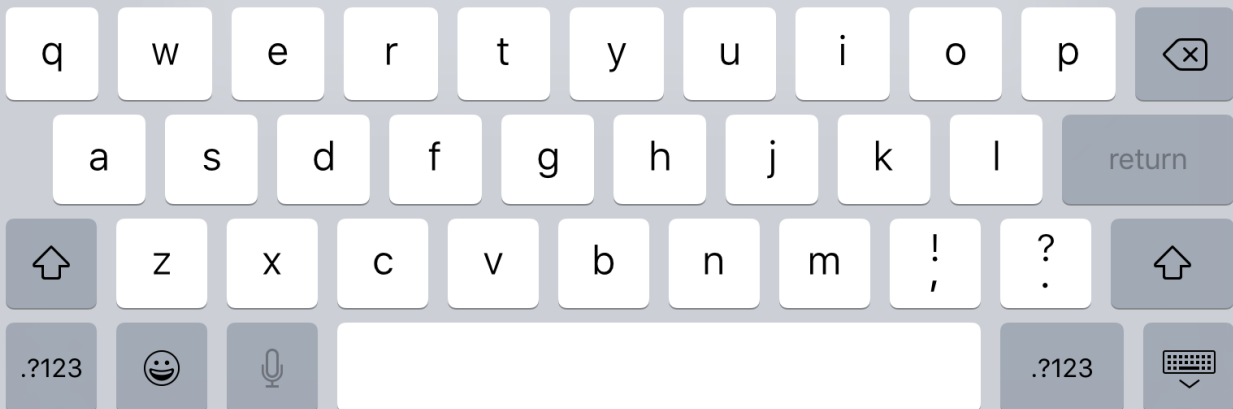 q w e r t y u i o p
a s d f g h j k l return
z x c v b n m ! , ? .
.?123 .?123